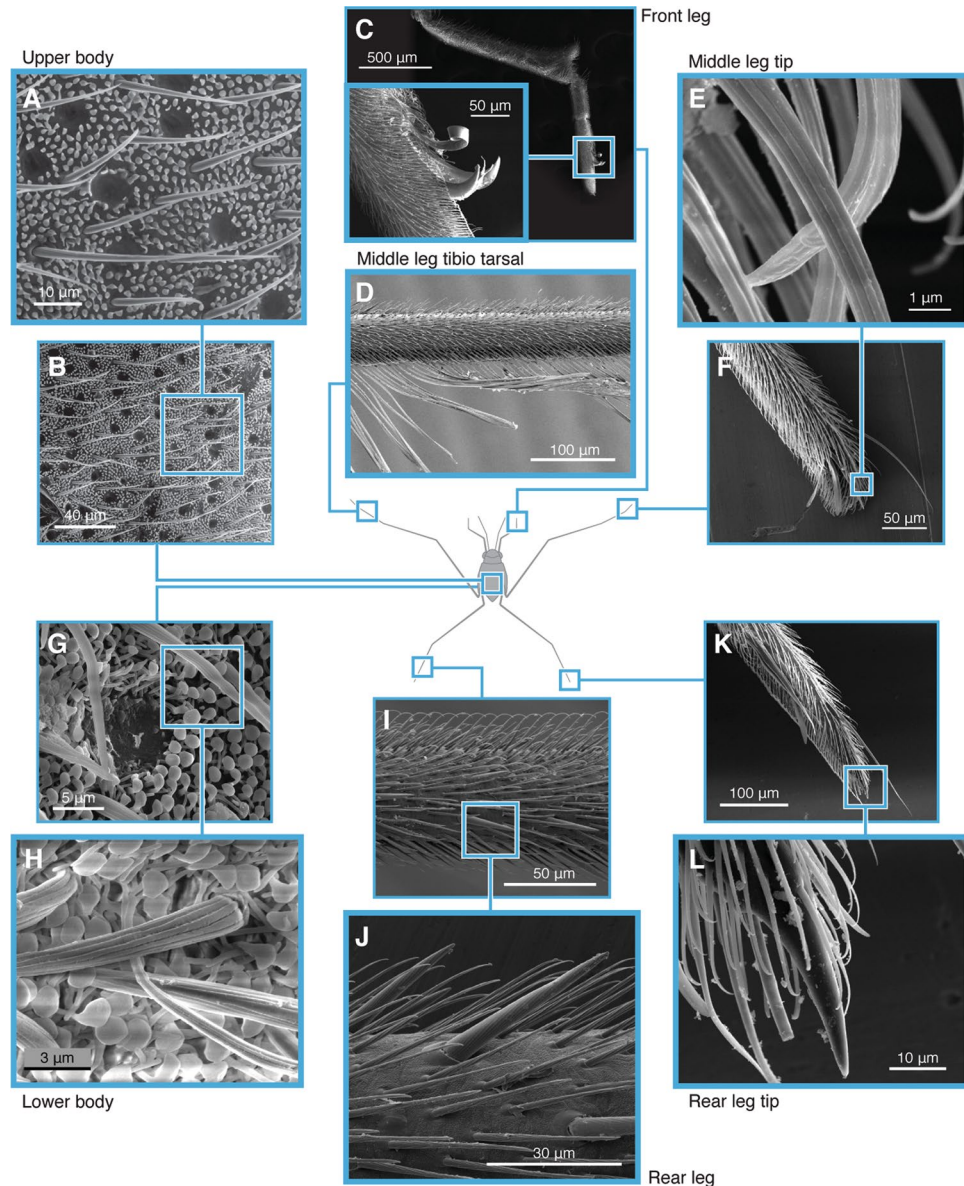 Front leg
Upper body
C
500 µm
Middle leg tip
A
E
50 µm
10 µm
1 µm
Middle leg tibio tarsal
D
B
F
100 µm
40 µm
50 µm
G
K
I
5 µm
100 µm
H
L
50 µm
J
3 µm
10 µm
Lower body
Rear leg tip
30 µm
Rear leg